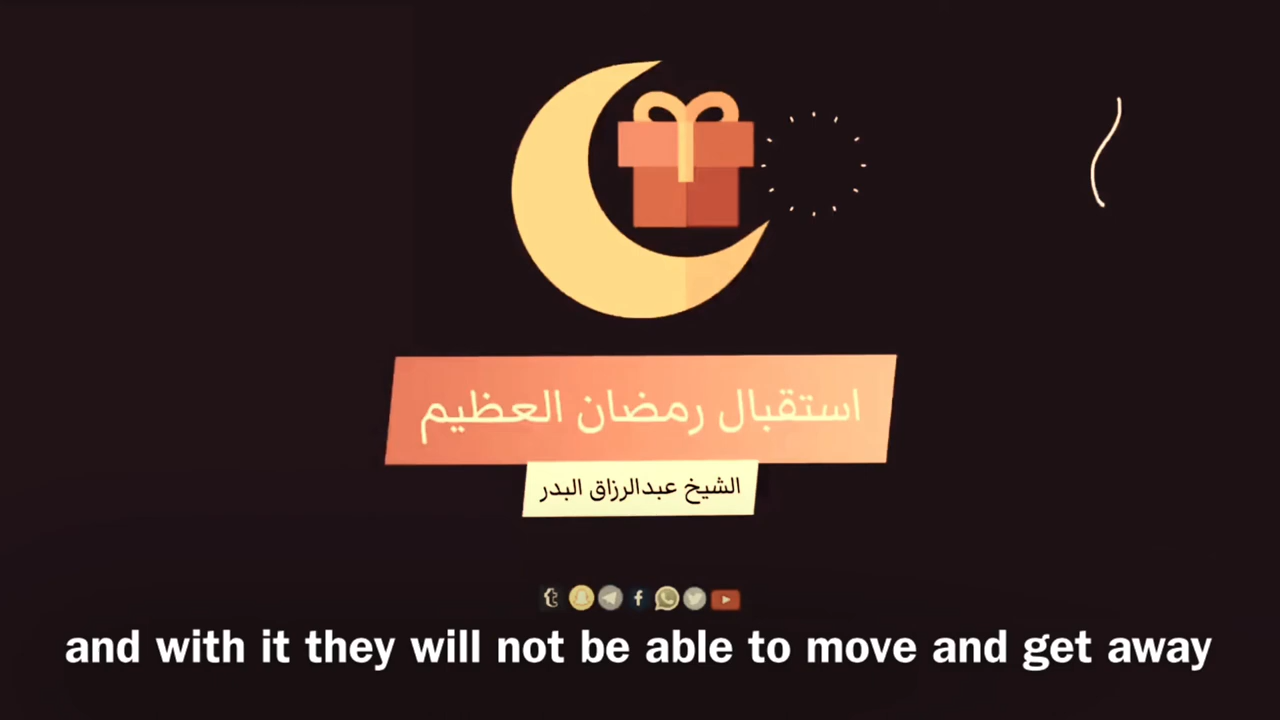 استقبال رمضان العظيم
الشيخ عبدالرزاق البدر
and with it they will not be able to move and get away